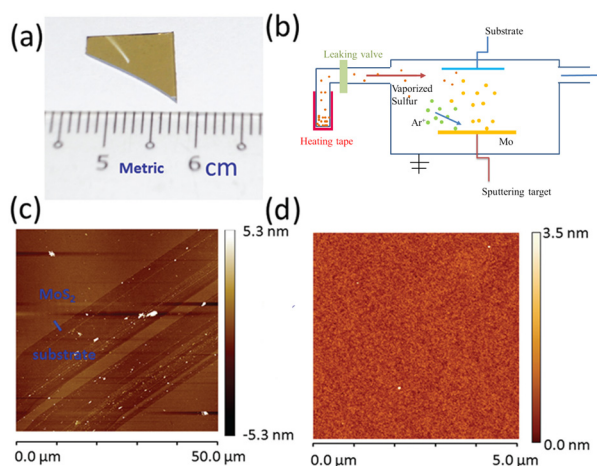 (a)
5
Metric
6
cm
(b)
Substrate
Leaking valve
Vaporized
Sulfur
Ar+
Heating tape
Mo
Sputtering target
(c)
5.3 nm
MoS₂
substrate
-5.3 nm
0.0 µm
50.0 µm
(d)
3.5 nm
0.0 nm
0.0 µm
5.0 µm